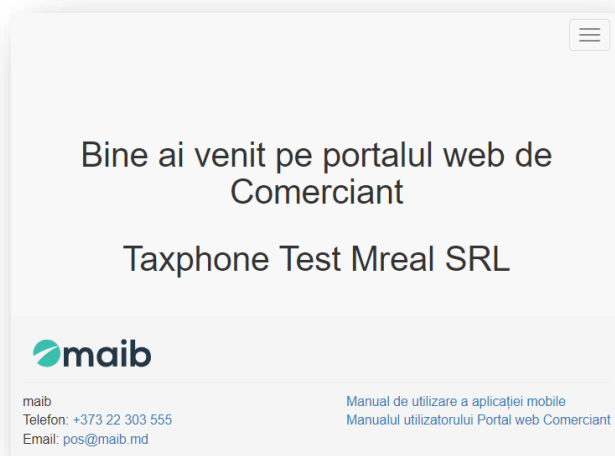 Bine ai venit pe portalul web de
Comerciant
Taxphone Test Mreal SRL
maib
maib
Telefon: +373 22 303 555
Email: pos@maib.md
Manual de utilizare a aplicației mobile
Manualul utilizatorului Portal web Comerciant